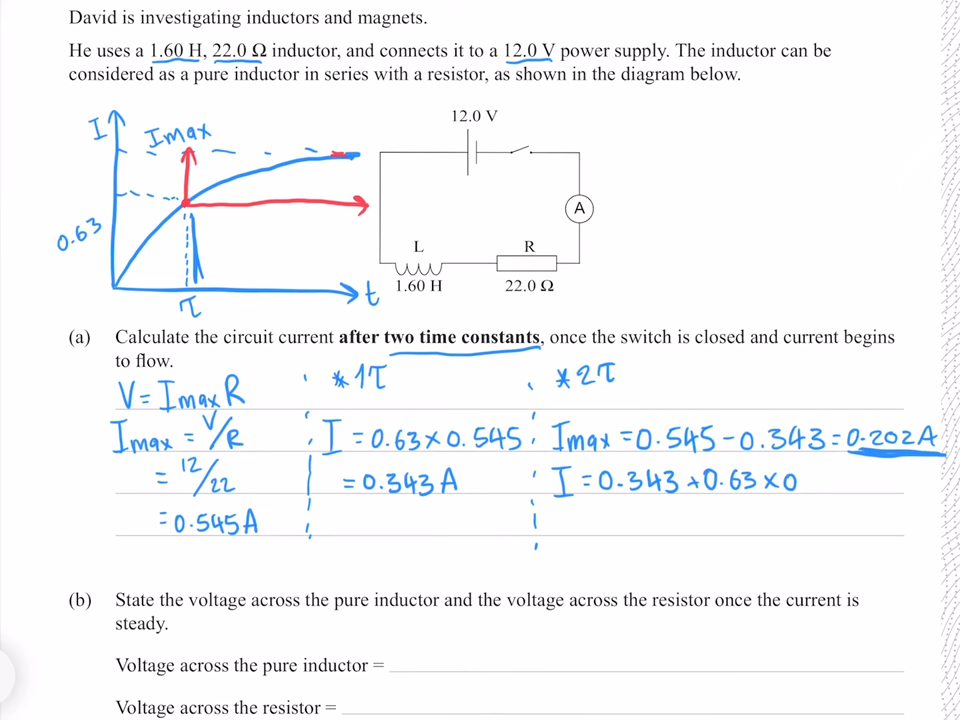 David is investigating inductors and magnets.
He uses a 1.60 H, 22.0 Ω inductor, and connects it to a 12.0 V power supply. The inductor can be
considered as a pure inductor in series with a resistor, as shown in the diagram below.
12.0 V
I
Imax
A
0.63
L
R
1.60 H
22.0 Ω
t
τ
(a) Calculate the circuit current after two time constants, once the switch is closed and current begins
to flow.
V = Imax R
* 1τ
* 2τ
Imax = V/R
I = 0.63 × 0.545
Imax = 0.545 - 0.343 = 0.202A
= 12/22
= 0.343 A
I = 0.343 + 0.63 × 0
= 0.545A
(b) State the voltage across the pure inductor and the voltage across the resistor once the current is
steady.
Voltage across the pure inductor =
Voltage across the resistor =